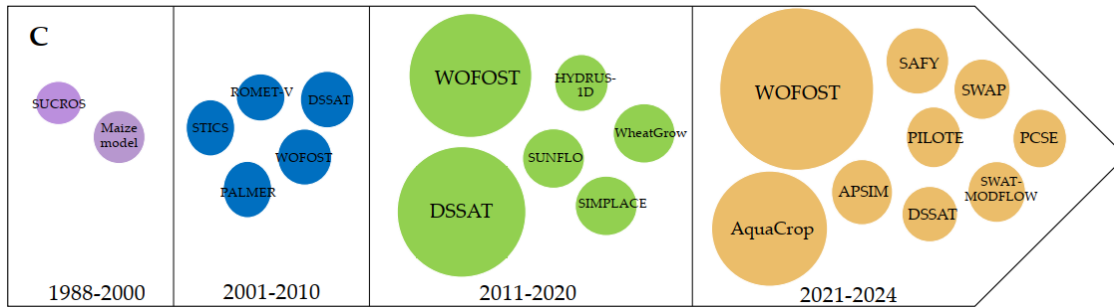 C
SUCROS
Maize
model
1988-2000
ROMET-V
DSSAT
STICS
WOFOST
PALMER
2001-2010
WOFOST
HYDRUS-
1D
WheatGrow
SUNFLO
DSSAT
SIMPLACE
2011-2020
WOFOST
SAFY
SWAP
PILOTE
PCSE
APSIM
SWAT-
MODFLOW
DSSAT
AquaCrop
2021-2024